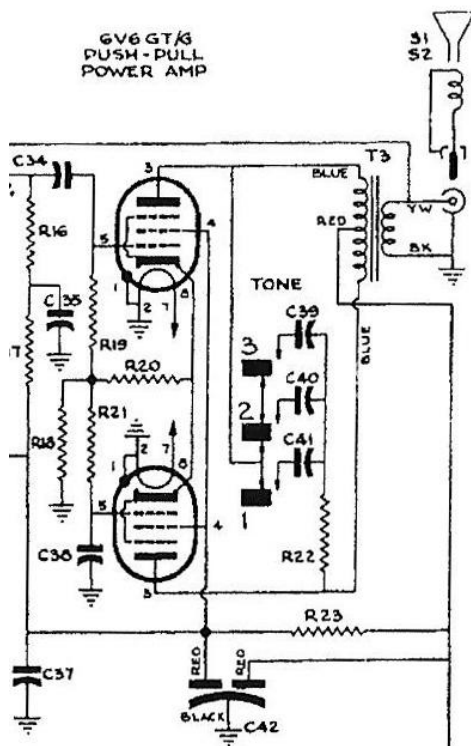 6V6 GT/G
PUSH-PULL
POWER AMP
S1
S2
C34
3
T3
BLUE
R16
RED
YW
5
4
BK
C 35
1
2
7
8
TONE
C39
R19
3
BLUE
R20
C40
2
R18
R21
2
7
8
C41
1
1
5
4
C38
R22
3
R23
C37
RED
RED
BLACK
C42